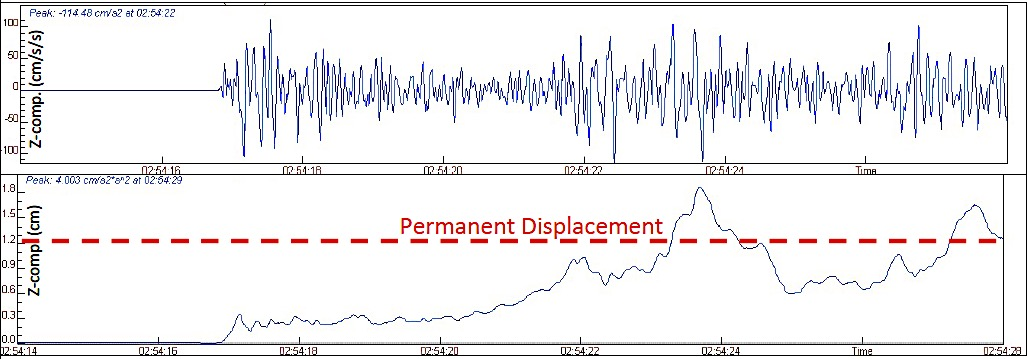 Peak: -114.48 cm/s2 at 02:54:22
Z-comp. (cm/s/s)
100
50
0
-50
-100
02:54:16 02:54:18 02:54:20 02:54:22 02:54:24 Time
Peak: 4.003 cm/s2*s^2 at 02:54:29
Z-comp. (cm)
1.8
1.5
1.2
0.9
0.6
0.3
0.0
Permanent Displacement
02:54:14 02:54:16 02:54:18 02:54:20 02:54:22 02:54:24 Time 02:54:28